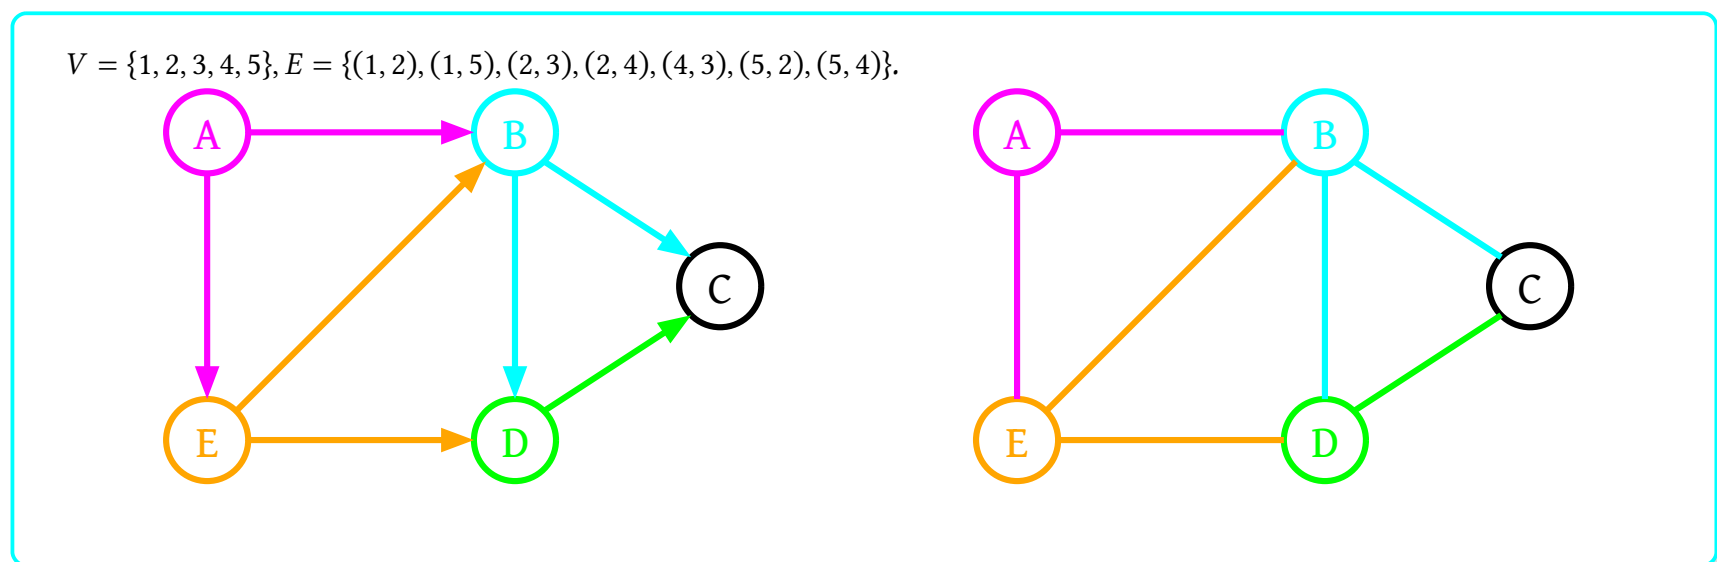 V = {1, 2, 3, 4, 5}, E = {(1, 2), (1, 5), (2, 3), (2, 4), (4, 3), (5, 2), (5, 4)}.
A B A B
C C
E D E D